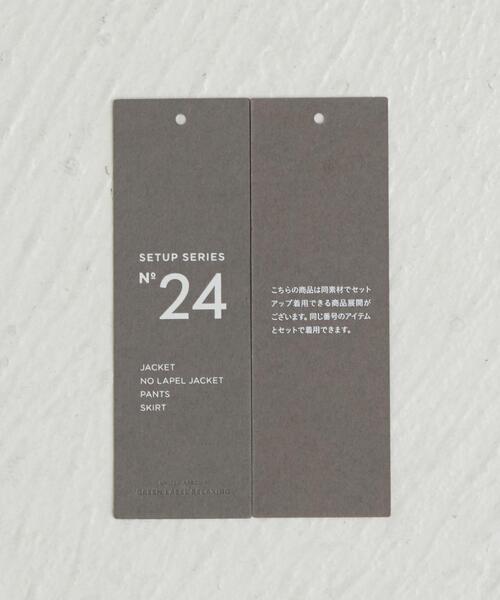 SETUP SERIES
Nº 24
JACKET
NO LAPEL JACKET
PANTS
SKIRT
GREEN LABEL RELAXING
こちらの商品は同素材でセット
アップ着用できる商品展開が
ございます。同じ番号のアイテム
とセットで着用できます。